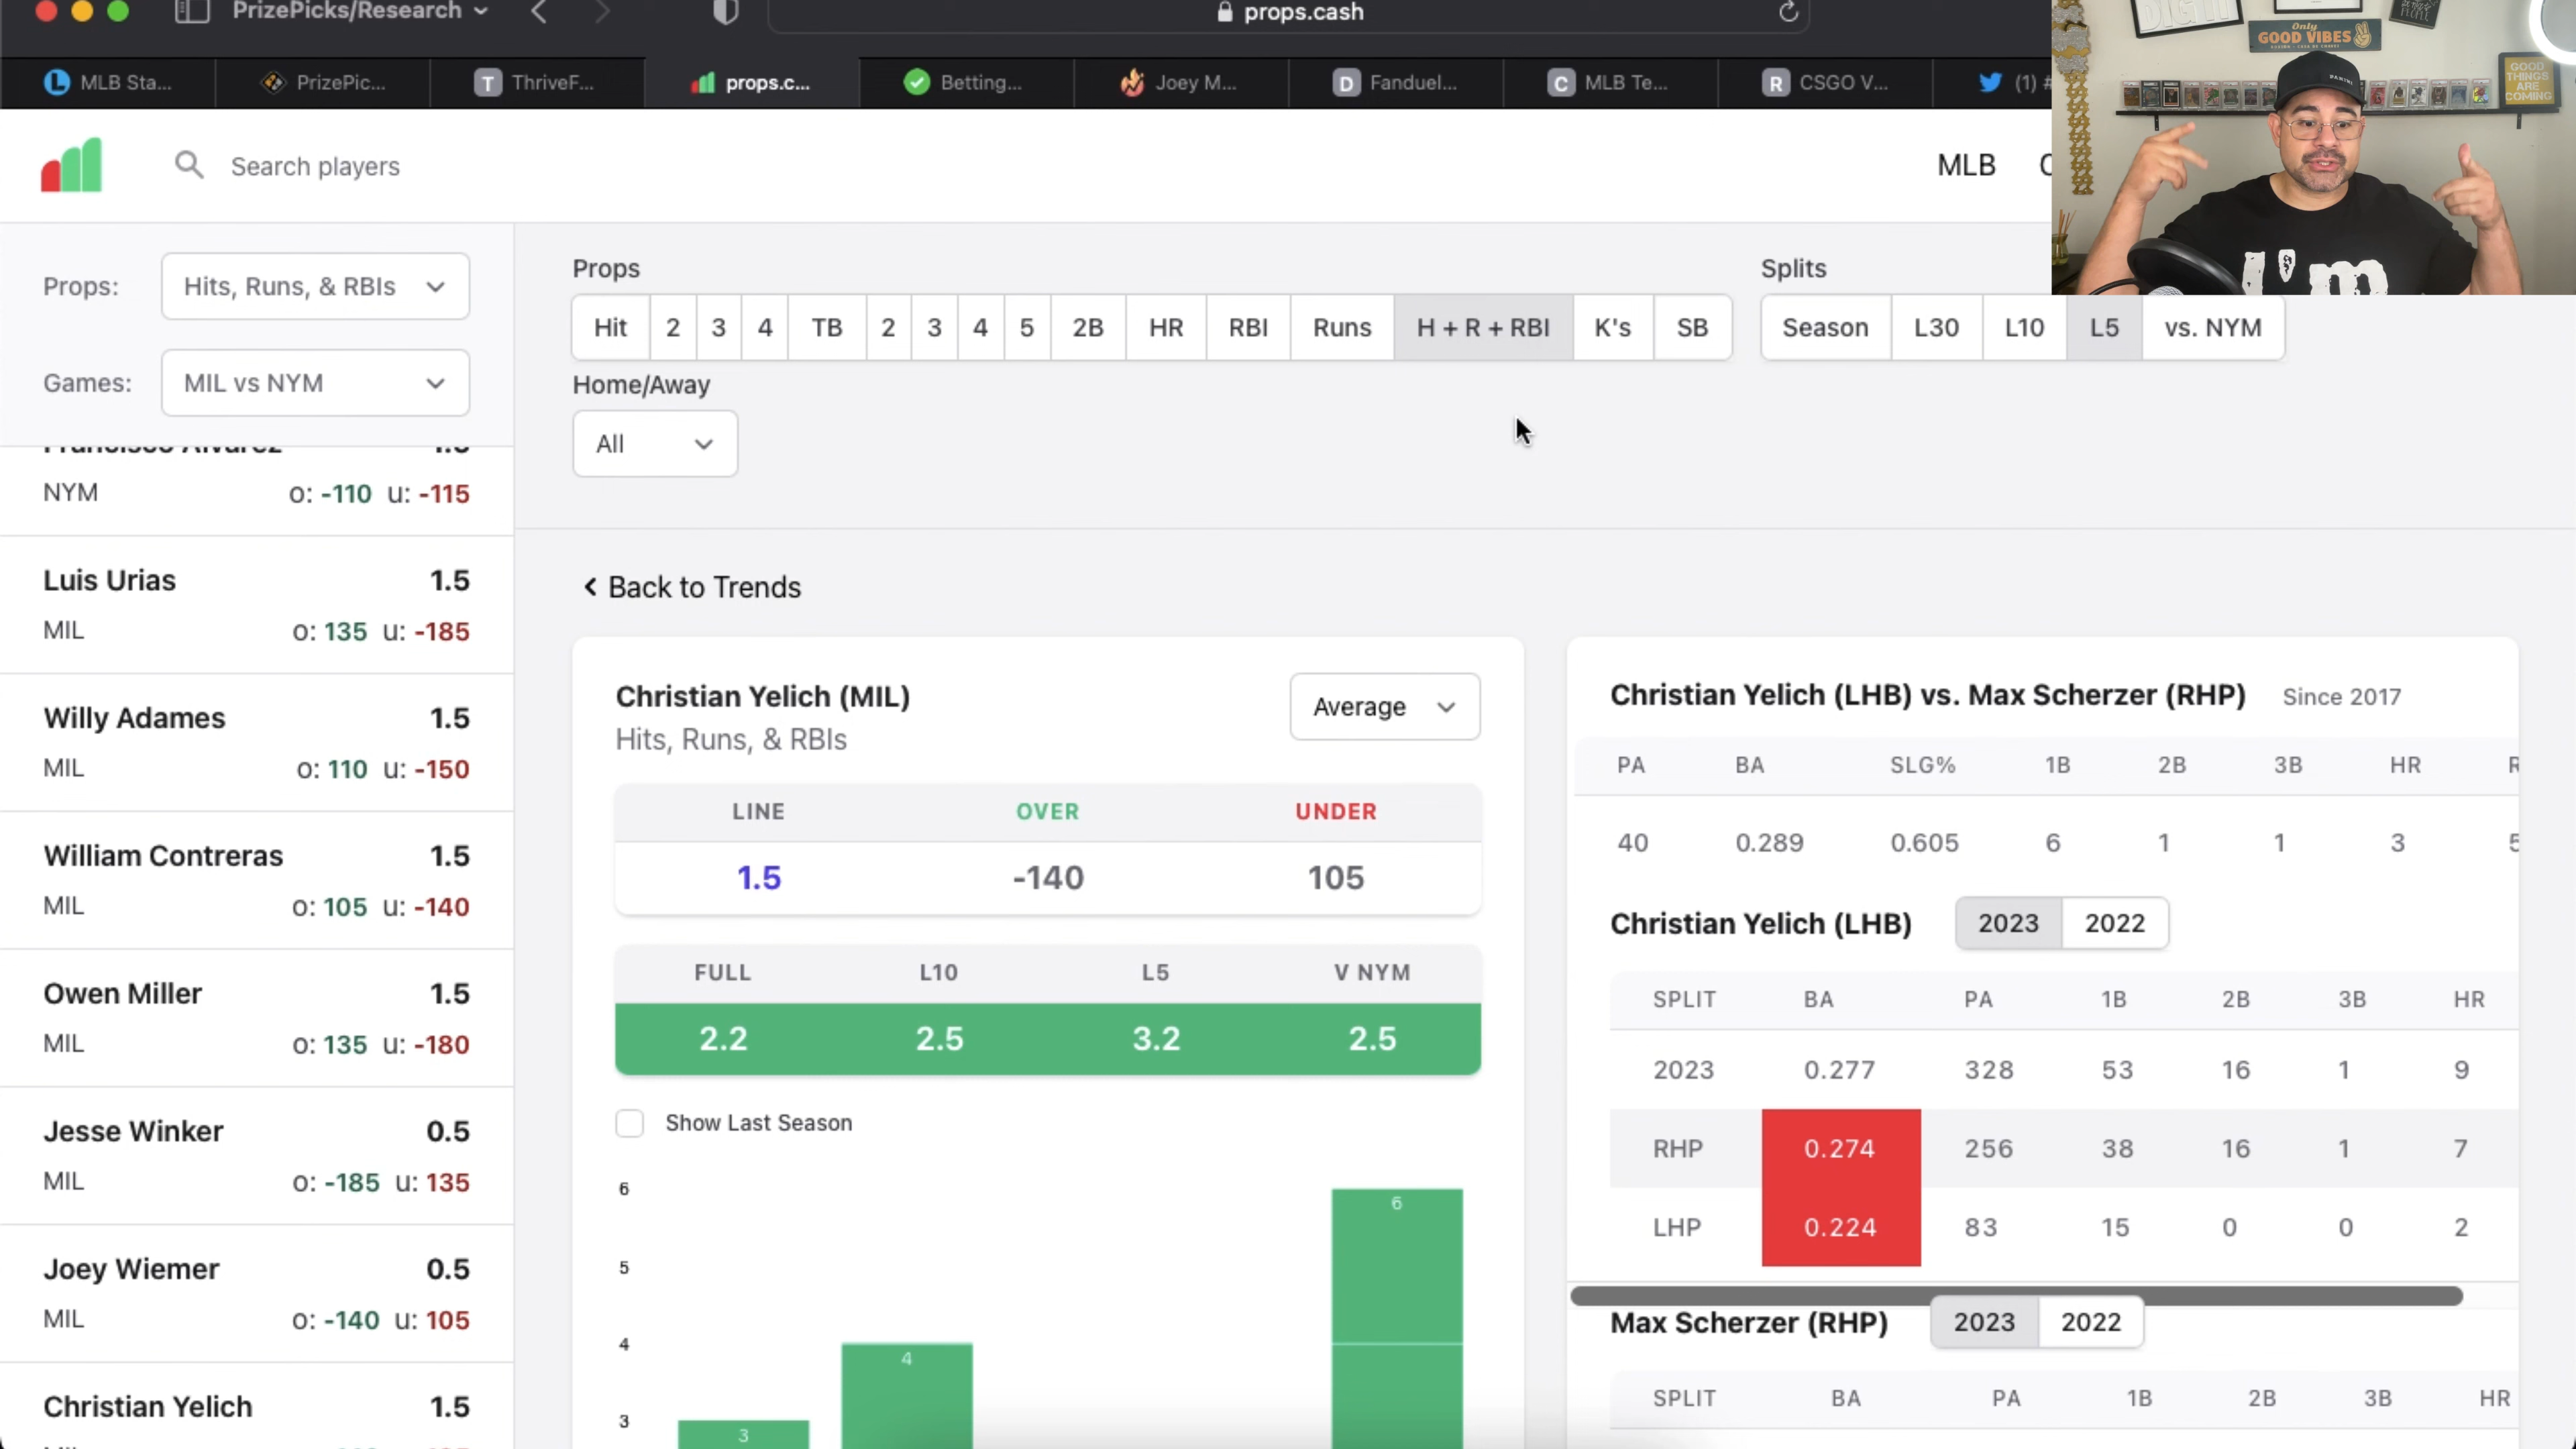 PrizePicks/Research
props.cash
MLB Sta...
PrizePic...
ThriveF...
props.c...
Betting...
Joey M...
Fanduel...
MLB Te...
CSGO V...
(1) #
Search players
MLB
Only
GOOD VIBES
GOOD
THINGS
ARE
COMING
I'm
Props:
Hits, Runs, & RBIs
Games:
MIL vs NYM
Props
Hit 2 3 4 TB 2 3 4 5 2B HR RBI Runs H + R + RBI K's SB
Splits
Season L30 L10 L5 vs. NYM
Home/Away
All
Francisco Alvarez 1.5
NYM o: -110 u: -115
Luis Urias 1.5
MIL o: 135 u: -185
Willy Adames 1.5
MIL o: 110 u: -150
William Contreras 1.5
MIL o: 105 u: -140
Owen Miller 1.5
MIL o: 135 u: -180
Jesse Winker 0.5
MIL o: -185 u: 135
Joey Wiemer 0.5
MIL o: -140 u: 105
Christian Yelich 1.5
Back to Trends
Christian Yelich (MIL)
Hits, Runs, & RBIs
Average
LINE OVER UNDER
1.5 -140 105
FULL L10 L5 V NYM
2.2 2.5 3.2 2.5
Show Last Season
6
5
4
3
3
4
6
Christian Yelich (LHB) vs. Max Scherzer (RHP) Since 2017
PA BA SLG% 1B 2B 3B HR
40 0.289 0.605 6 1 1 3
Christian Yelich (LHB) 2023 2022
SPLIT BA PA 1B 2B 3B HR
2023 0.277 328 53 16 1 9
RHP 0.274 256 38 16 1 7
LHP 0.224 83 15 0 0 2
Max Scherzer (RHP) 2023 2022
SPLIT BA PA 1B 2B 3B HR